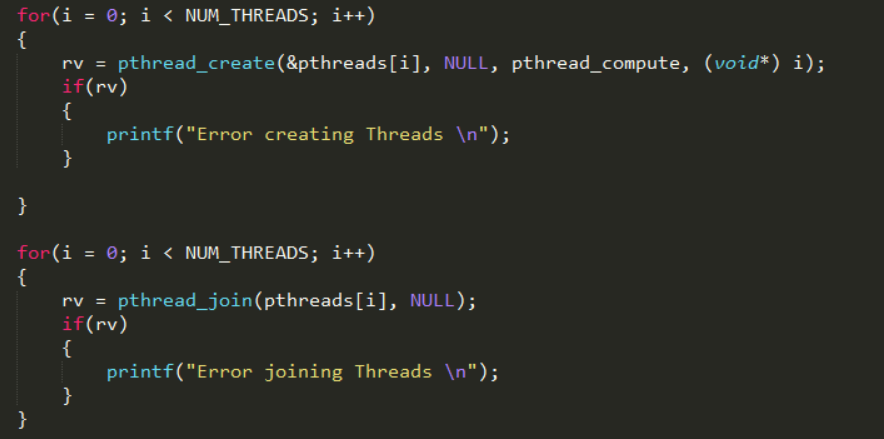 for(i = 0; i < NUM_THREADS; i++)
{
    rv = pthread_create(&pthreads[i], NULL, pthread_compute, (void*) i);
    if(rv)
    {
        printf("Error creating Threads \n");
    }

}

for(i = 0; i < NUM_THREADS; i++)
{
    rv = pthread_join(pthreads[i], NULL);
    if(rv)
    {
        printf("Error joining Threads \n");
    }
}